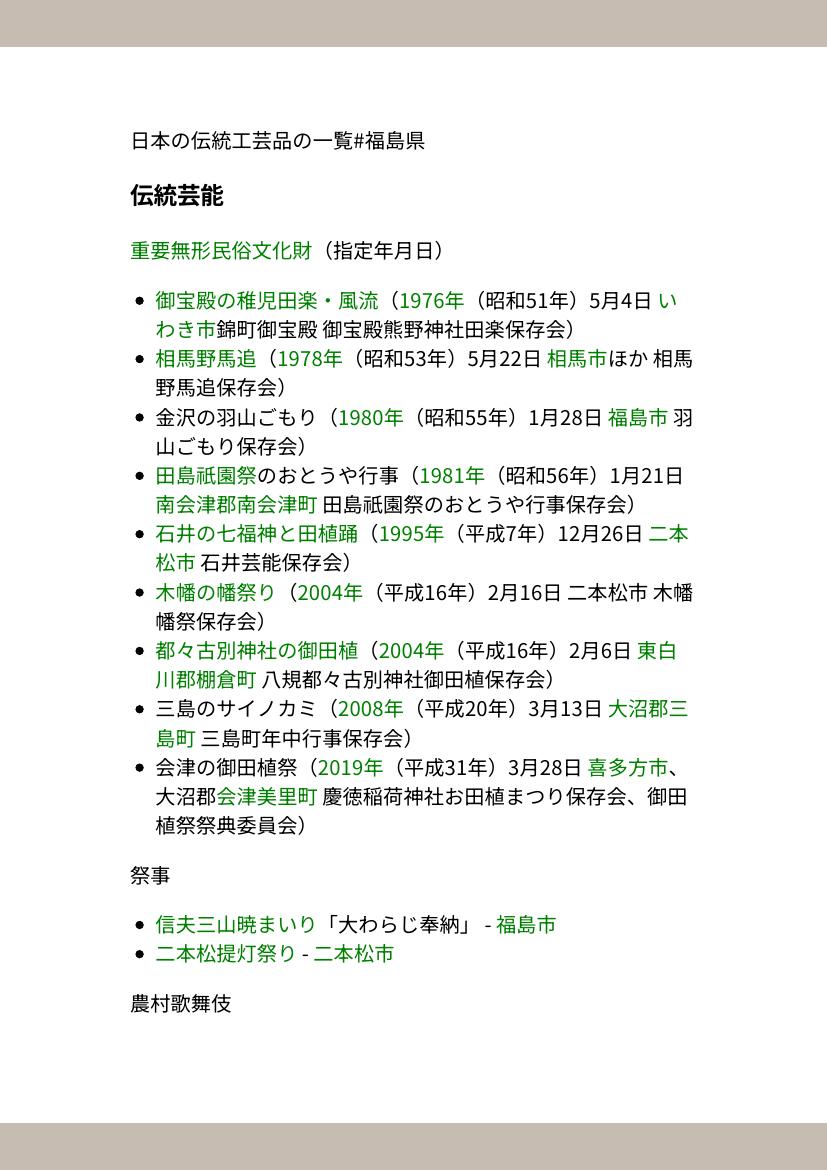 日本の伝統工芸品の一覧#福島県
伝統芸能
重要無形民俗文化財（指定年月日）
御宝殿の稚児田楽・風流（1976年（昭和51年）5月4日 い
わき市錦町御宝殿 御宝殿熊野神社田楽保存会）
相馬野馬追（1978年（昭和53年）5月22日 相馬市ほか 相馬
野馬追保存会）
金沢の羽山ごもり（1980年（昭和55年）1月28日 福島市 羽
山ごもり保存会）
田島祇園祭のおとうや行事（1981年（昭和56年）1月21日
南会津郡南会津町 田島祇園祭のおとうや行事保存会）
石井の七福神と田植踊（1995年（平成7年）12月26日 二本
松市 石井芸能保存会）
木幡の幡祭り（2004年（平成16年）2月16日 二本松市 木幡
幡祭保存会）
都々古別神社の御田植（2004年（平成16年）2月6日 東白
川郡棚倉町 八規都々古別神社御田植保存会）
三島のサイノカミ（2008年（平成20年）3月13日 大沼郡三
島町 三島町年中行事保存会）
会津の御田植祭（2019年（平成31年）3月28日 喜多方市、
大沼郡会津美里町 慶徳稲荷神社お田植まつり保存会、御田
植祭祭典委員会）
祭事
信夫三山暁まいり「大わらじ奉納」 - 福島市
二本松提灯祭り - 二本松市
農村歌舞伎